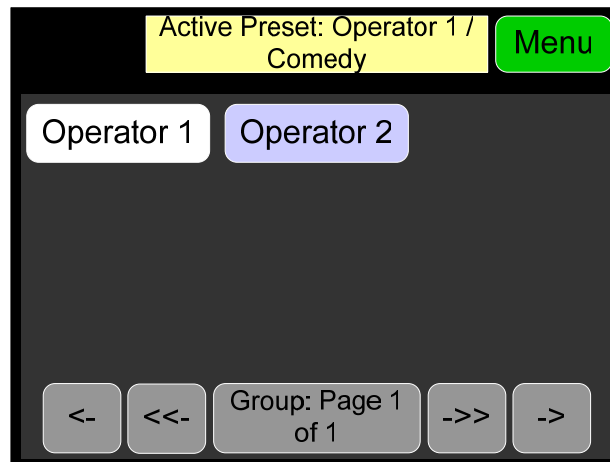 Active Preset: Operator 1 /
Comedy
Menu
Operator 1
Operator 2
<-
<<-
Group: Page 1
of 1
->>
->